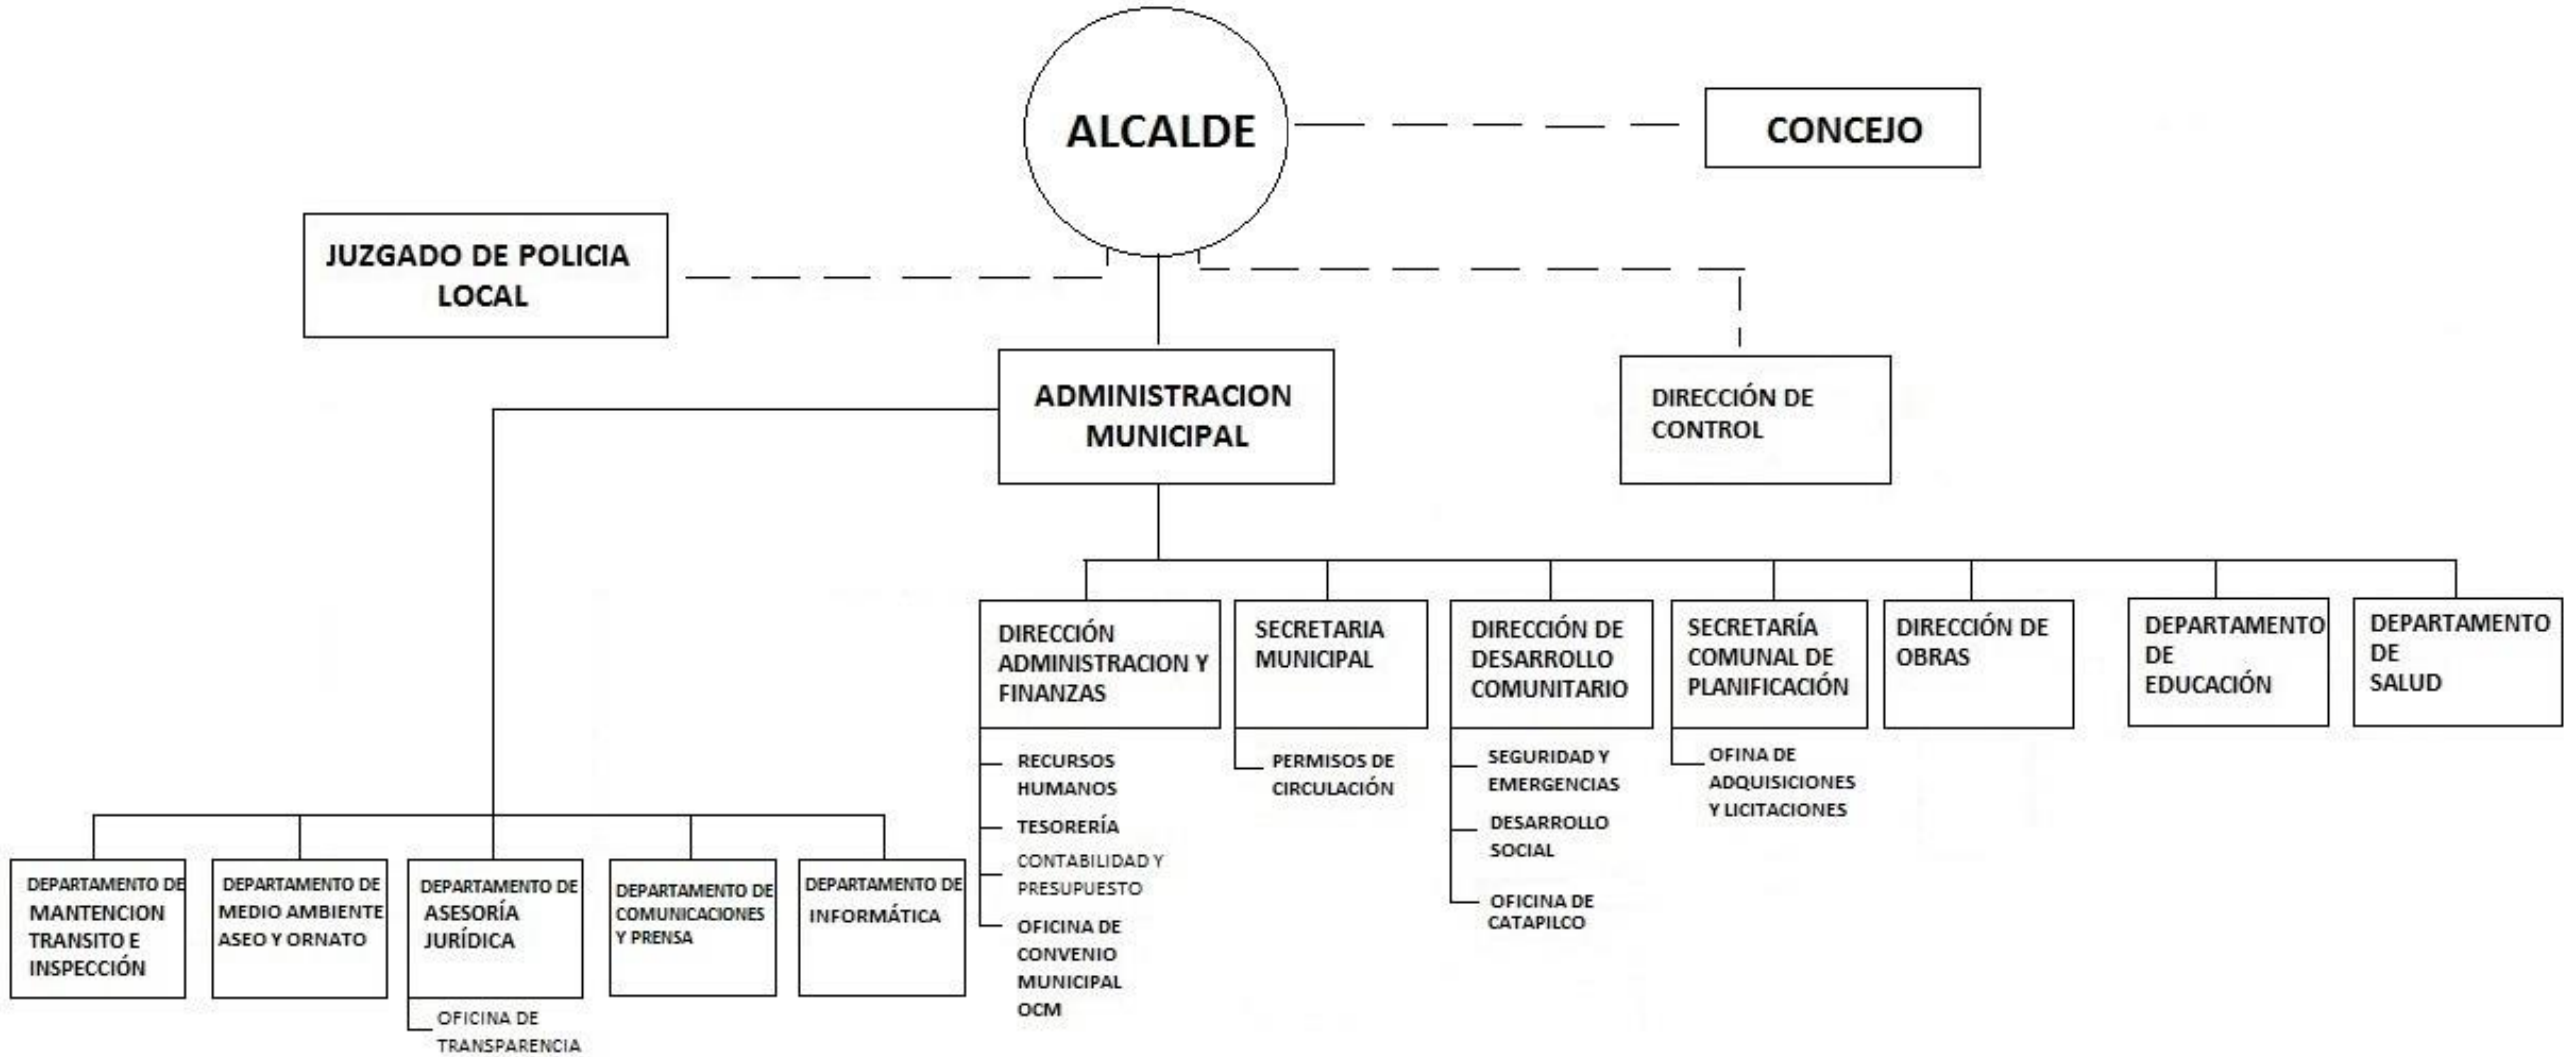 ALCALDE
CONCEJO
JUZGADO DE POLICIA
LOCAL
ADMINISTRACION
MUNICIPAL
DIRECCIÓN DE
CONTROL
DIRECCIÓN
ADMINISTRACION Y
FINANZAS
RECURSOS
HUMANOS
TESORERÍA
CONTABILIDAD Y
PRESUPUESTO
OFICINA DE
CONVENIO
MUNICIPAL
OCM
SECRETARIA
MUNICIPAL
PERMISOS DE
CIRCULACIÓN
DIRECCIÓN DE
DESARROLLO
COMUNITARIO
SEGURIDAD Y
EMERGENCIAS
DESARROLLO
SOCIAL
OFICINA DE
CATAPILCO
SECRETARÍA
COMUNAL DE
PLANIFICACIÓN
OFINA DE
ADQUISICIONES
Y LICITACIONES
DIRECCIÓN DE
OBRAS
DEPARTAMENTO
DE
EDUCACIÓN
DEPARTAMENTO
DE
SALUD
DEPARTAMENTO DE
MANTENCION
TRANSITO E
INSPECCIÓN
DEPARTAMENTO DE
MEDIO AMBIENTE
ASEO Y ORNATO
DEPARTAMENTO DE
ASESORÍA
JURÍDICA
OFICINA DE
TRANSPARENCIA
DEPARTAMENTO DE
COMUNICACIONES
Y PRENSA
DEPARTAMENTO DE
INFORMÁTICA